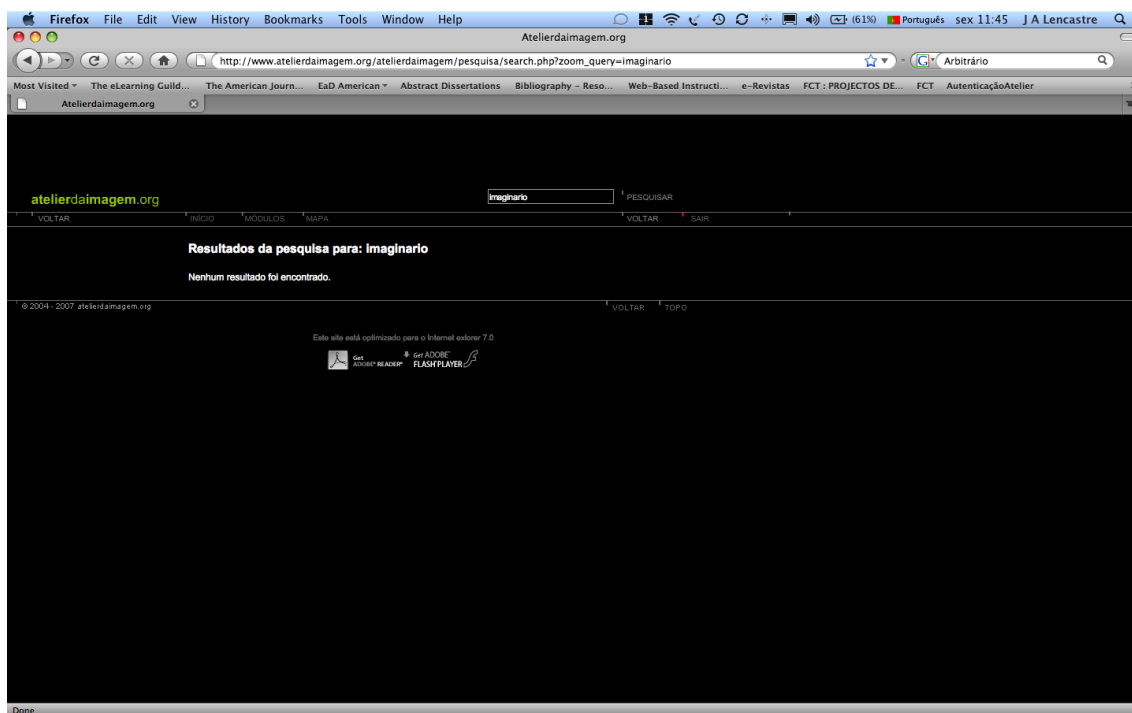 Firefox File Edit View History Bookmarks Tools Window Help (61%) Português sex 11:45 J A Lencastre
Atelierdaimagem.org
http://www.atelierdaimagem.org/atelierdaimagem/pesquisa/search.php?zoom_query=imaginario Arbitrário
Most Visited The eLearning Guild... The American Journ... EaD American Abstract Dissertations Bibliography – Reso... Web-Based Instructi... e-Revistas FCT : PROJECTOS DE... FCT AutenticaçãoAtelier
Atelierdaimagem.org
atelierdaimagem.org imaginario PESQUISAR
VOLTAR INÍCIO MÓDULOS MAPA VOLTAR SAIR
Resultados da pesquisa para: imaginario
Nenhum resultado foi encontrado.
© 2004 - 2007 atelierdaimagem.org VOLTAR TOPO
Este site está optimizado para o Internet exlorer 7.0
Get ADOBE® READER® Get ADOBE® FLASH® PLAYER
Done